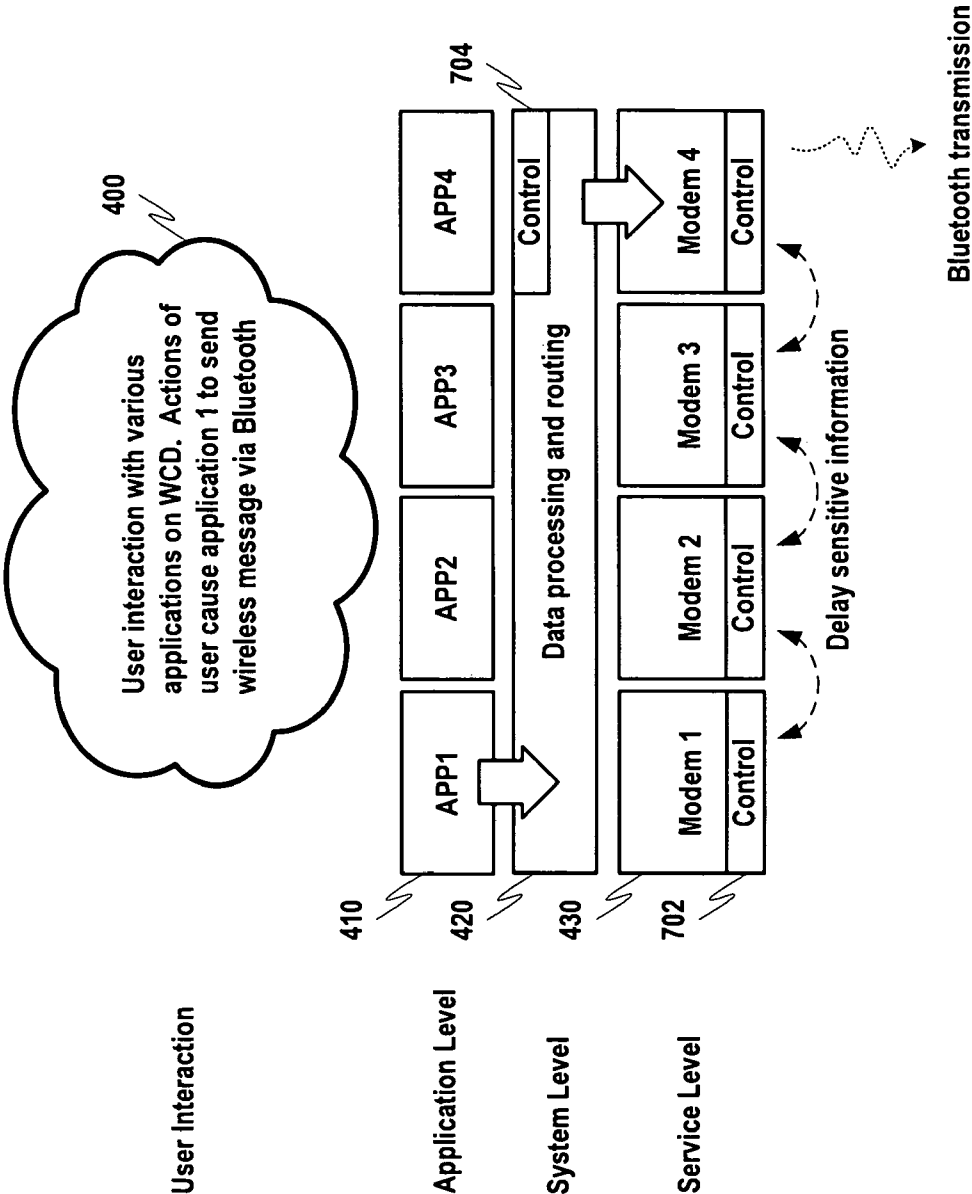 User Interaction
400
User interaction with various
applications on WCD. Actions of
user cause application 1 to send
wireless message via Bluetooth
Application Level
410
APP1
APP2
APP3
APP4
System Level
420
Data processing and routing
Control
704
Service Level
430
Modem 1
Modem 2
Modem 3
Modem 4
702
Control
Control
Control
Control
Delay sensitive information
Bluetooth transmission